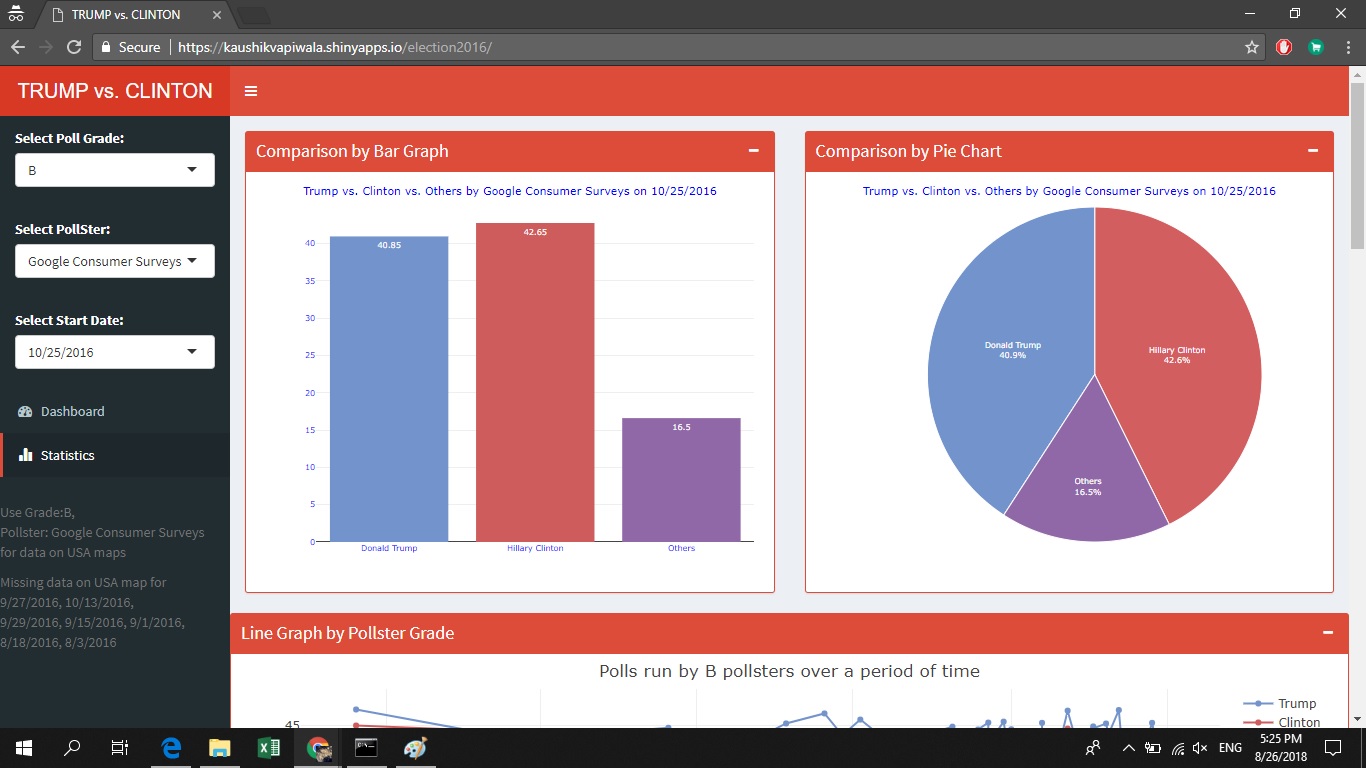 TRUMP vs. CLINTON
Secure https://kaushikvapiwala.shinyapps.io/election2016/
TRUMP vs. CLINTON
Select Poll Grade:
B
Select PollSter:
Google Consumer Surveys
Select Start Date:
10/25/2016
Dashboard
Statistics
Use Grade:B,
Pollster: Google Consumer Surveys
for data on USA maps
Missing data on USA map for
9/27/2016, 10/13/2016,
9/29/2016, 9/15/2016, 9/1/2016,
8/18/2016, 8/3/2016
Comparison by Bar Graph
Trump vs. Clinton vs. Others by Google Consumer Surveys on 10/25/2016
40.85
42.65
16.5
40
35
30
25
20
15
10
5
0
Donald Trump Hillary Clinton Others
Comparison by Pie Chart
Trump vs. Clinton vs. Others by Google Consumer Surveys on 10/25/2016
Donald Trump
40.9%
Hillary Clinton
42.6%
Others
16.5%
Line Graph by Pollster Grade
Polls run by B pollsters over a period of time
45
Trump
Clinton
ENG
5:25 PM
8/26/2018